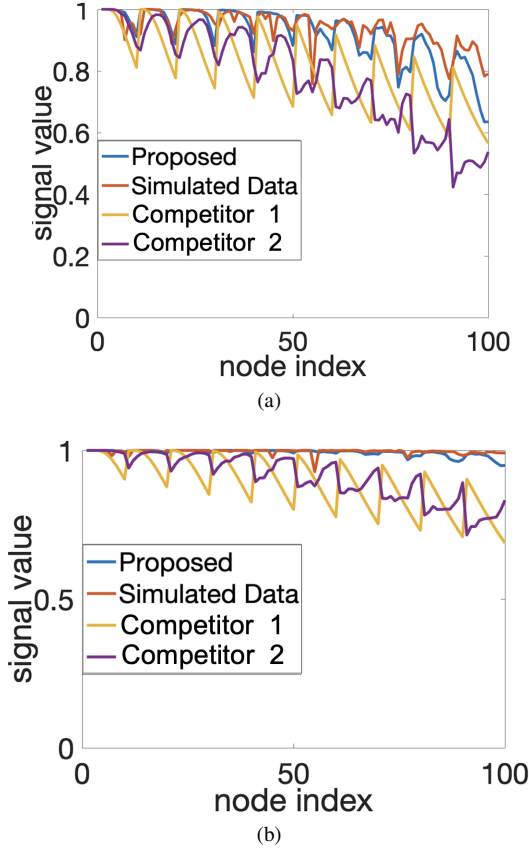 1
0.8
0.6
0.4
0.2
0
signal value
Proposed
Simulated Data
Competitor 1
Competitor 2
0 50 100
node index
(a)
1
0.5
0
signal value
Proposed
Simulated Data
Competitor 1
Competitor 2
0 50 100
node index
(b)